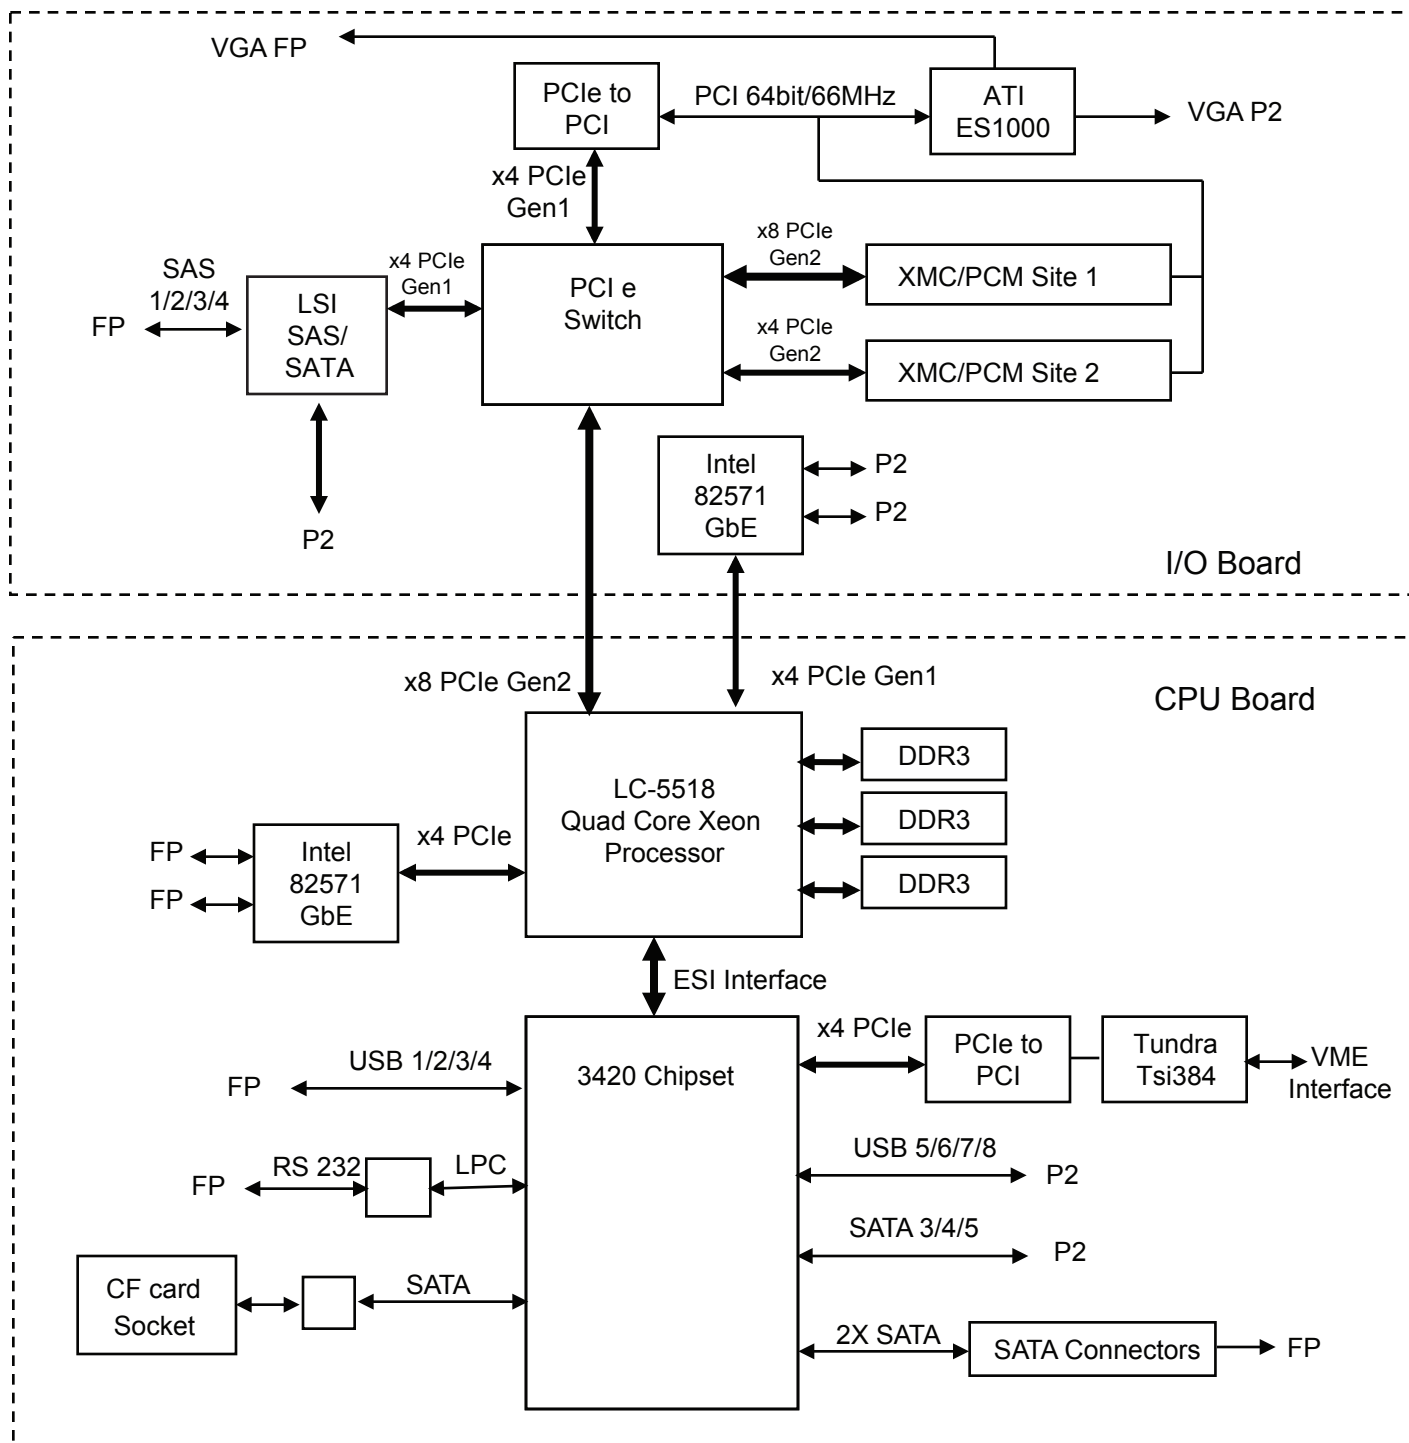 VGA FP
PCIe to
PCI
PCI 64bit/66MHz
ATI
ES1000
VGA P2
x4 PCIe
Gen1
x8 PCIe
Gen2
XMC/PCM Site 1
SAS
1/2/3/4
FP
LSI
SAS/
SATA
x4 PCIe
Gen1
PCI e
Switch
x4 PCIe
Gen2
XMC/PCM Site 2
P2
Intel
82571
GbE
P2
P2
I/O Board
x8 PCIe Gen2
x4 PCIe Gen1
CPU Board
LC-5518
Quad Core Xeon
Processor
DDR3
DDR3
DDR3
FP
FP
Intel
82571
GbE
x4 PCIe
ESI Interface
3420 Chipset
x4 PCIe
PCIe to
PCI
Tundra
Tsi384
VME
Interface
USB 1/2/3/4
FP
USB 5/6/7/8
P2
FP
RS 232
LPC
SATA 3/4/5
P2
CF card
Socket
SATA
2X SATA
SATA Connectors
FP